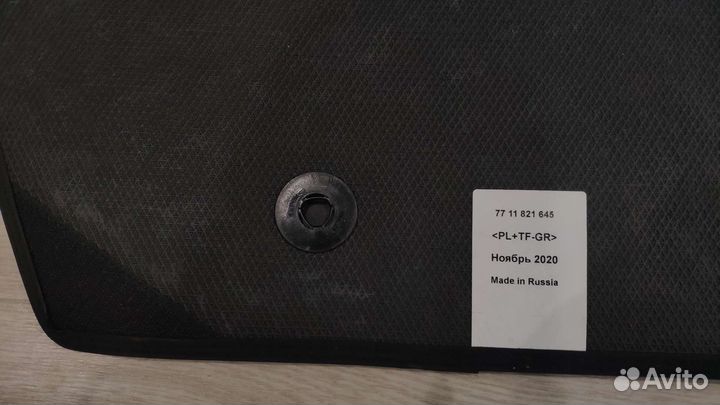 77 11 821 645
<PL+TF-GR>
Ноябрь 2020
Made in Russia
Avito